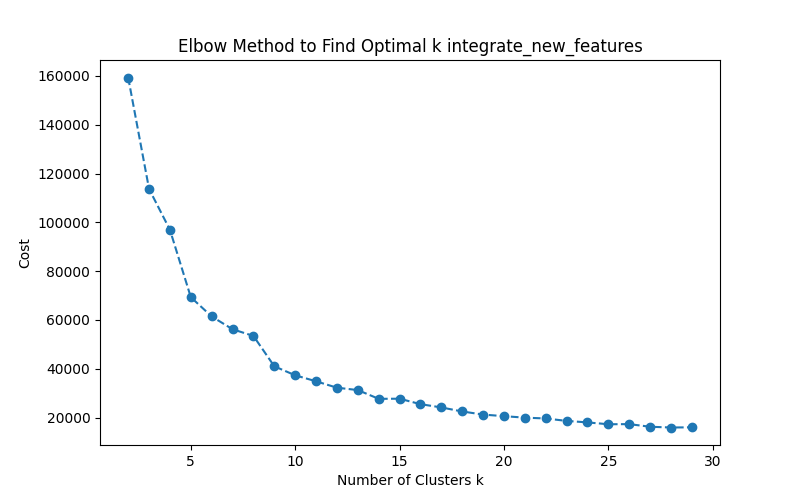 Elbow Method to Find Optimal k integrate_new_features
160000
140000
120000
100000
80000
60000
40000
20000
Cost
5 10 15 20 25 30
Number of Clusters k